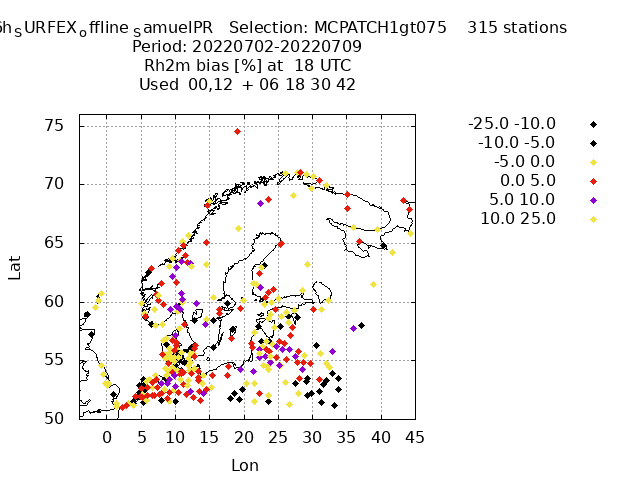 6h_SURFEX_offline_SamuelPR Selection: MCPATCH1gt075 315 stations
Period: 20220702-20220709
Rh2m bias [%] at 18 UTC
Used 00,12 + 06 18 30 42
-25.0 -10.0
-10.0 -5.0
-5.0 0.0
0.0 5.0
5.0 10.0
10.0 25.0
75
70
65
60
55
50
Lat
0 5 10 15 20 25 30 35 40 45
Lon